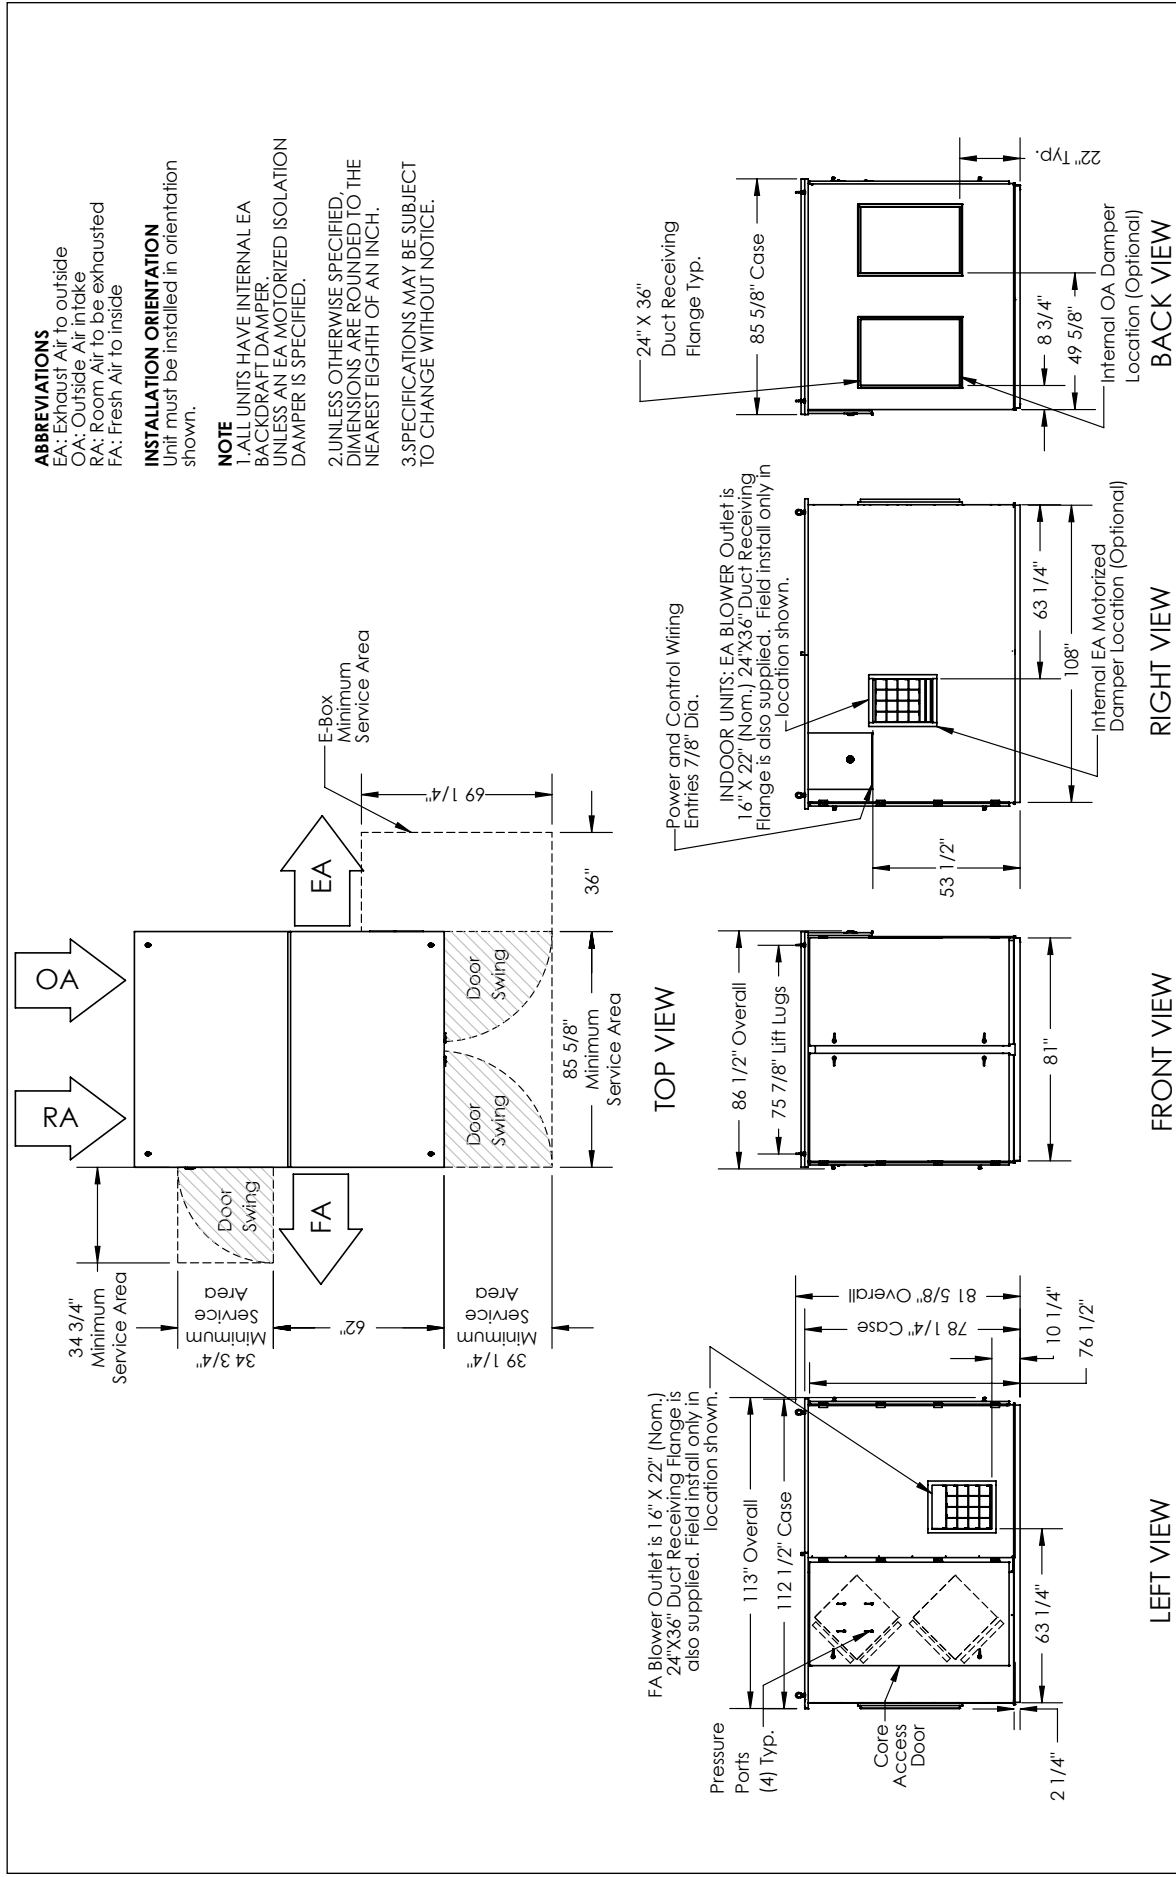 ABBREVIATIONS
EA: Exhaust Air to outside
OA: Outside Air intake
RA: Room Air to be exhausted
FA: Fresh Air to inside
INSTALLATION ORIENTATION
Unit must be installed in orientation
shown.
NOTE
1.ALL UNITS HAVE INTERNAL EA
BACKDRAFT DAMPER.
UNLESS AN EA MOTORIZED ISOLATION
DAMPER IS SPECIFIED.
2.UNLESS OTHERWISE SPECIFIED,
DIMENSIONS ARE ROUNDED TO THE
NEAREST EIGHTH OF AN INCH.
3.SPECIFICATIONS MAY BE SUBJECT
TO CHANGE WITHOUT NOTICE.
RA
OA
34 3/4"
Minimum
Service Area
Door
Swing
34 3/4"
Minimum
Service
Area
FA
EA
62"
39 1/4"
Minimum
Service
Area
Door
Swing
Door
Swing
E-Box
Minimum
Service Area
69 1/4"
36"
85 5/8"
Minimum
Service Area
TOP VIEW
FA Blower Outlet is 16" X 22" (Nom.)
24"X36" Duct Receiving Flange is
also supplied. Field install only in
location shown.
Pressure
Ports
(4) Typ.
113" Overall
112 1/2" Case
Core
Access
Door
81 5/8" Overall
78 1/4" Case
10 1/4"
76 1/2"
63 1/4"
2 1/4"
LEFT VIEW
86 1/2" Overall
75 7/8" Lift Lugs
81"
FRONT VIEW
Power and Control Wiring
Entries 7/8" Dia.
INDOOR UNITS: EA BLOWER Outlet is
16" X 22" (Nom.) 24"X36" Duct Receiving
Flange is also supplied. Field install only in
location shown.
53 1/2"
63 1/4"
108"
Internal EA Motorized
Damper Location (Optional)
RIGHT VIEW
24" X 36"
Duct Receiving
Flange Typ.
85 5/8" Case
22" Typ.
8 3/4"
49 5/8"
Internal OA Damper
Location (Optional)
BACK VIEW